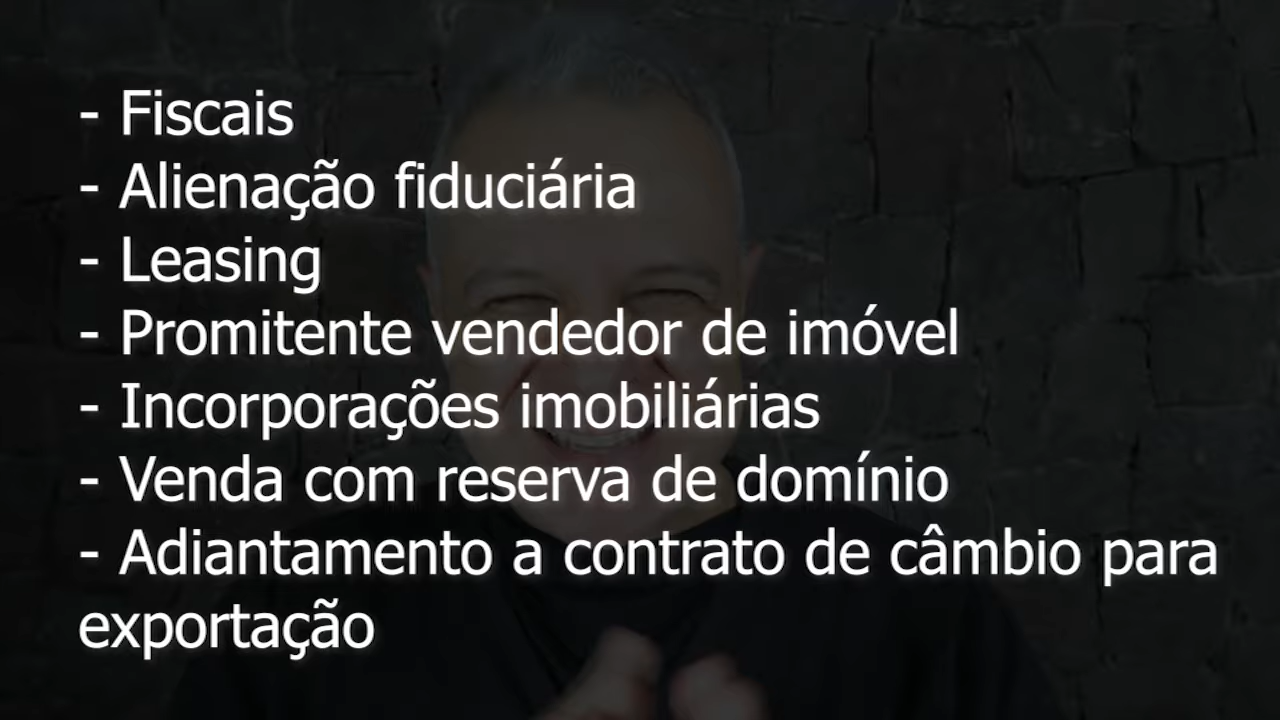 - Fiscais
- Alienação fiduciária
- Leasing
- Promitente vendedor de imóvel
- Incorporações imobiliárias
- Venda com reserva de domínio
- Adiantamento a contrato de câmbio para
exportação